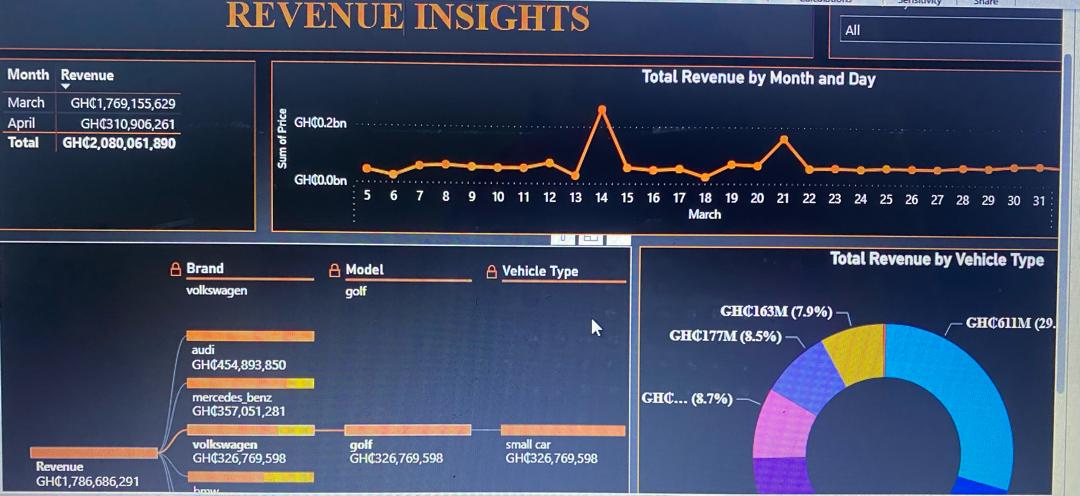 Sensitivity
Share
REVENUE INSIGHTS
All
Month Revenue
March GH₵1,769,155,629
April GH₵310,906,261
Total GH₵2,080,061,890
Total Revenue by Month and Day
Sum of Price
GH₵0.2bn
GH₵0.0bn
5 6 7 8 9 10 11 12 13 14 15 16 17 18 19 20 21 22 23 24 25 26 27 28 29 30 31
March
Brand
volkswagen
Model
golf
Vehicle Type
audi
GH₵454,893,850
mercedes_benz
GH₵357,051,281
volkswagen
GH₵326,769,598
golf
GH₵326,769,598
small car
GH₵326,769,598
bmw
Revenue
GH₵1,786,686,291
Total Revenue by Vehicle Type
GH₵163M (7.9%)
GH₵611M (29.
GH₵177M (8.5%)
GH₵... (8.7%)